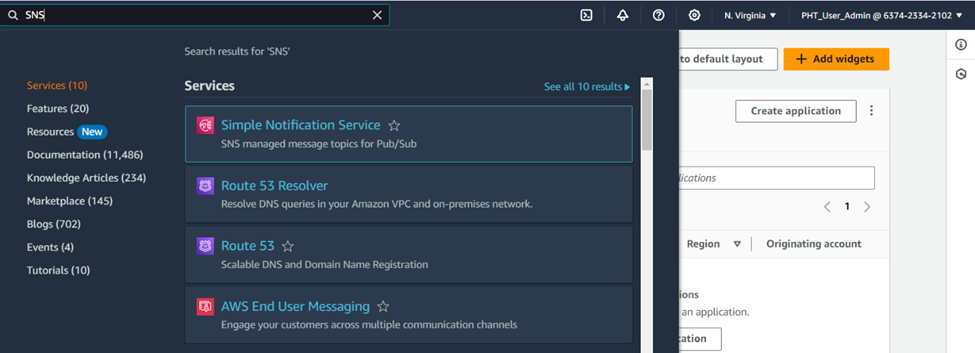 SNS
N. Virginia
PHT_User_Admin @ 6374-2334-2102
Search results for 'SNS'
Services (10)
Features (20)
Resources New
Documentation (11,486)
Knowledge Articles (234)
Marketplace (145)
Blogs (702)
Events (4)
Tutorials (10)
Services
See all 10 results
Simple Notification Service
SNS managed message topics for Pub/Sub
Route 53 Resolver
Resolve DNS queries in your Amazon VPC and on-premises network.
Route 53
Scalable DNS and Domain Name Registration
AWS End User Messaging
Engage your customers across multiple communication channels
to default layout
+ Add widgets
Create application
1
Region
Originating account
an application.